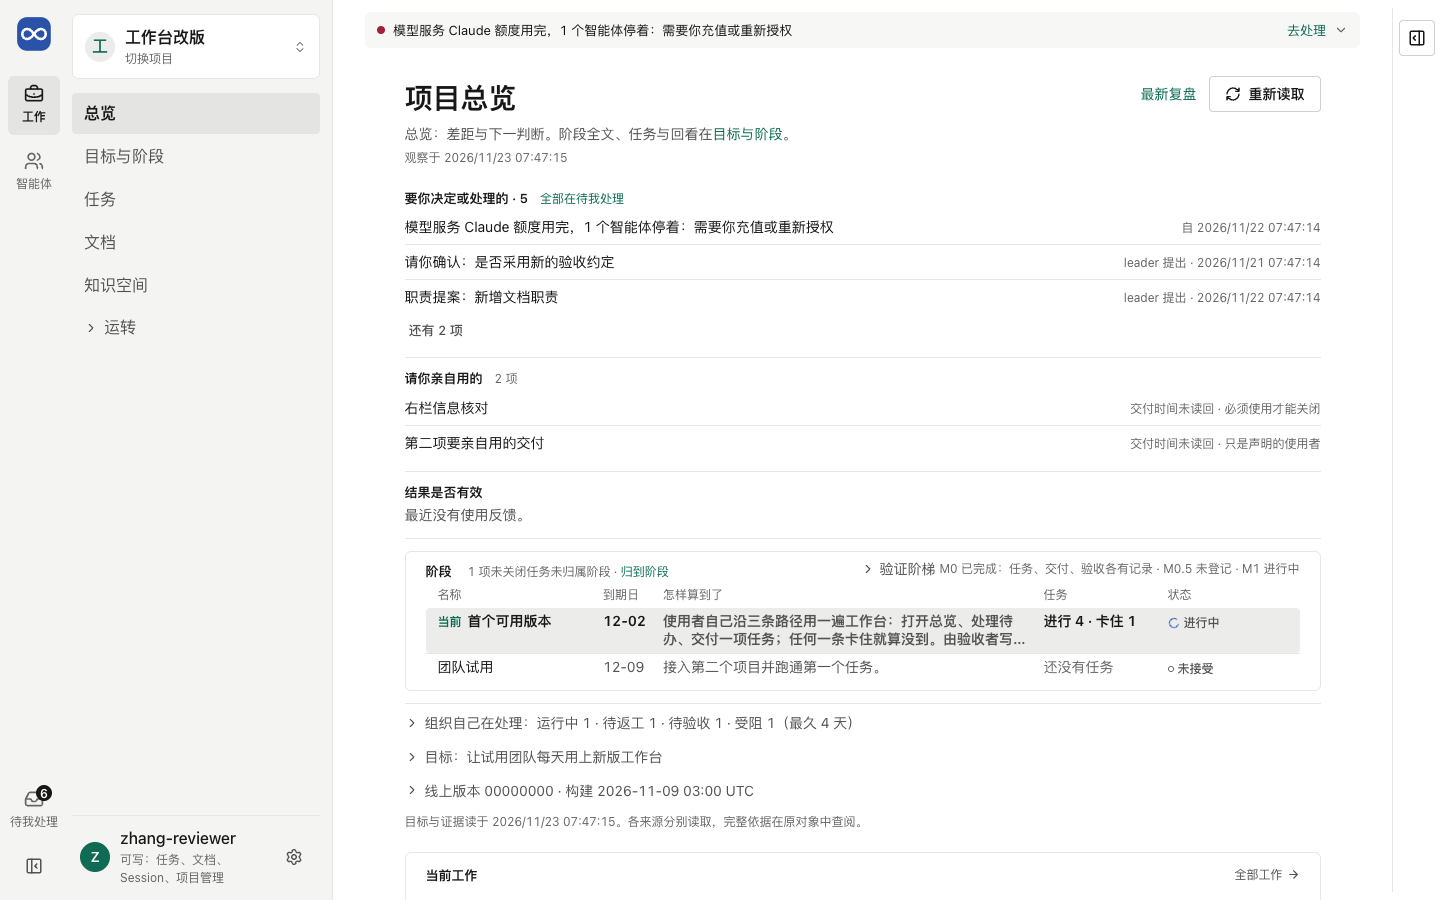 工作
智能体
6
待我处理
工
工作台改版
切换项目
总览
目标与阶段
任务
文档
知识空间
运转
Z
zhang-reviewer
可写：任务、文档、
Session、项目管理
模型服务 Claude 额度用完，1 个智能体停着：需要你充值或重新授权
去处理
项目总览
最新复盘
重新读取
总览：差距与下一判断。阶段全文、任务与回看在目标与阶段。
观察于 2026/11/23 07:47:15
要你决定或处理的 · 5 全部在待我处理
模型服务 Claude 额度用完，1 个智能体停着：需要你充值或重新授权 自 2026/11/22 07:47:14
请你确认：是否采用新的验收约定 leader 提出 · 2026/11/21 07:47:14
职责提案：新增文档职责 leader 提出 · 2026/11/22 07:47:14
还有 2 项
请你亲自用的 2 项
右栏信息核对 交付时间未读回 · 必须使用才能关闭
第二项要亲自用的交付 交付时间未读回 · 只是声明的使用者
结果是否有效
最近没有使用反馈。
阶段 1 项未关闭任务未归属阶段 · 归到阶段 验证阶梯 M0 已完成：任务、交付、验收各有记录 · M0.5 未登记 · M1 进行中
名称 到期日 怎样算到了 任务 状态
当前 首个可用版本 12-02 使用者自己沿三条路径用一遍工作台：打开总览、处理待 进行 4 · 卡住 1 进行中
办、交付一项任务；任何一条卡住就算没到。由验收者写...
团队试用 12-09 接入第二个项目并跑通第一个任务。 还没有任务 未接受
组织自己在处理：运行中 1 · 待返工 1 · 待验收 1 · 受阻 1（最久 4 天）
目标：让试用团队每天用上新版工作台
线上版本 00000000 · 构建 2026-11-09 03:00 UTC
目标与证据读于 2026/11/23 07:47:15。各来源分别读取，完整依据在原对象中查阅。
当前工作 全部工作